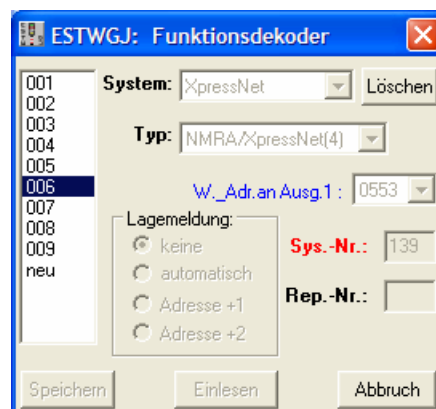 ESTWGJ: Funktionsdekoder
001
002
003
004
005
006
007
008
009
neu
System: XpressNet Löschen
Typ: NMRA/XpressNet(4)
W._Adr.an Ausg.1 : 0553
Lagemeldung:
keine
automatisch
Adresse +1
Adresse +2
Sys.-Nr.: 139
Rep.-Nr.:
Speichern Einlesen Abbruch